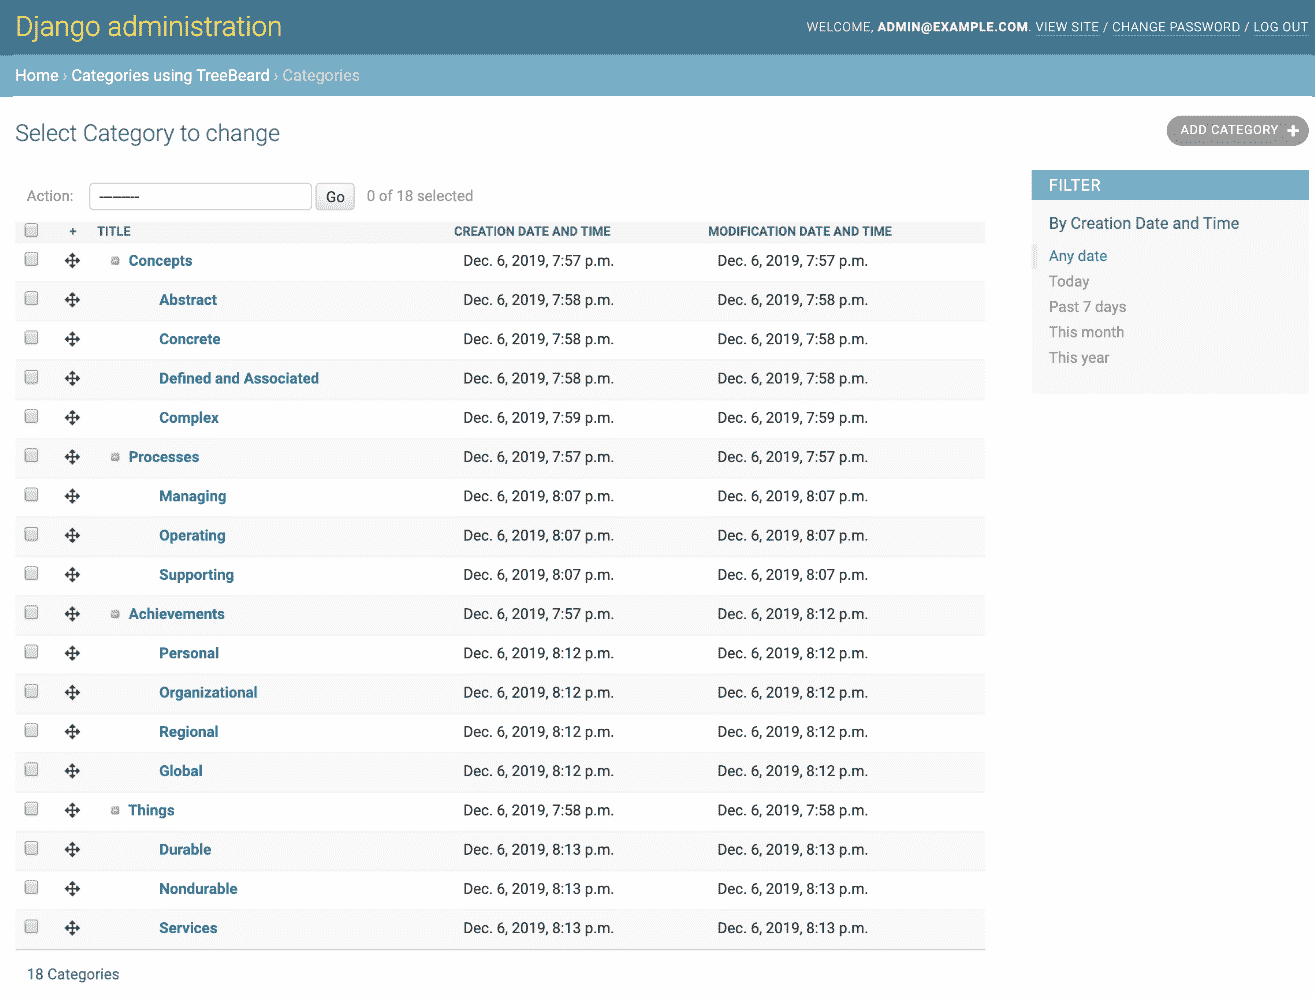 Django administration
WELCOME, ADMIN@EXAMPLE.COM. VIEW SITE / CHANGE PASSWORD / LOG OUT
Home › Categories using TreeBeard › Categories
Select Category to change
ADD CATEGORY +
Action: --------- Go 0 of 18 selected
+ TITLE CREATION DATE AND TIME MODIFICATION DATE AND TIME
Concepts Dec. 6, 2019, 7:57 p.m. Dec. 6, 2019, 7:57 p.m.
Abstract Dec. 6, 2019, 7:58 p.m. Dec. 6, 2019, 7:58 p.m.
Concrete Dec. 6, 2019, 7:58 p.m. Dec. 6, 2019, 7:58 p.m.
Defined and Associated Dec. 6, 2019, 7:58 p.m. Dec. 6, 2019, 7:58 p.m.
Complex Dec. 6, 2019, 7:59 p.m. Dec. 6, 2019, 7:59 p.m.
Processes Dec. 6, 2019, 7:57 p.m. Dec. 6, 2019, 7:57 p.m.
Managing Dec. 6, 2019, 8:07 p.m. Dec. 6, 2019, 8:07 p.m.
Operating Dec. 6, 2019, 8:07 p.m. Dec. 6, 2019, 8:07 p.m.
Supporting Dec. 6, 2019, 8:07 p.m. Dec. 6, 2019, 8:07 p.m.
Achievements Dec. 6, 2019, 7:57 p.m. Dec. 6, 2019, 8:12 p.m.
Personal Dec. 6, 2019, 8:12 p.m. Dec. 6, 2019, 8:12 p.m.
Organizational Dec. 6, 2019, 8:12 p.m. Dec. 6, 2019, 8:12 p.m.
Regional Dec. 6, 2019, 8:12 p.m. Dec. 6, 2019, 8:12 p.m.
Global Dec. 6, 2019, 8:12 p.m. Dec. 6, 2019, 8:12 p.m.
Things Dec. 6, 2019, 7:58 p.m. Dec. 6, 2019, 7:58 p.m.
Durable Dec. 6, 2019, 8:13 p.m. Dec. 6, 2019, 8:13 p.m.
Nondurable Dec. 6, 2019, 8:13 p.m. Dec. 6, 2019, 8:13 p.m.
Services Dec. 6, 2019, 8:13 p.m. Dec. 6, 2019, 8:13 p.m.
18 Categories
FILTER
By Creation Date and Time
Any date
Today
Past 7 days
This month
This year